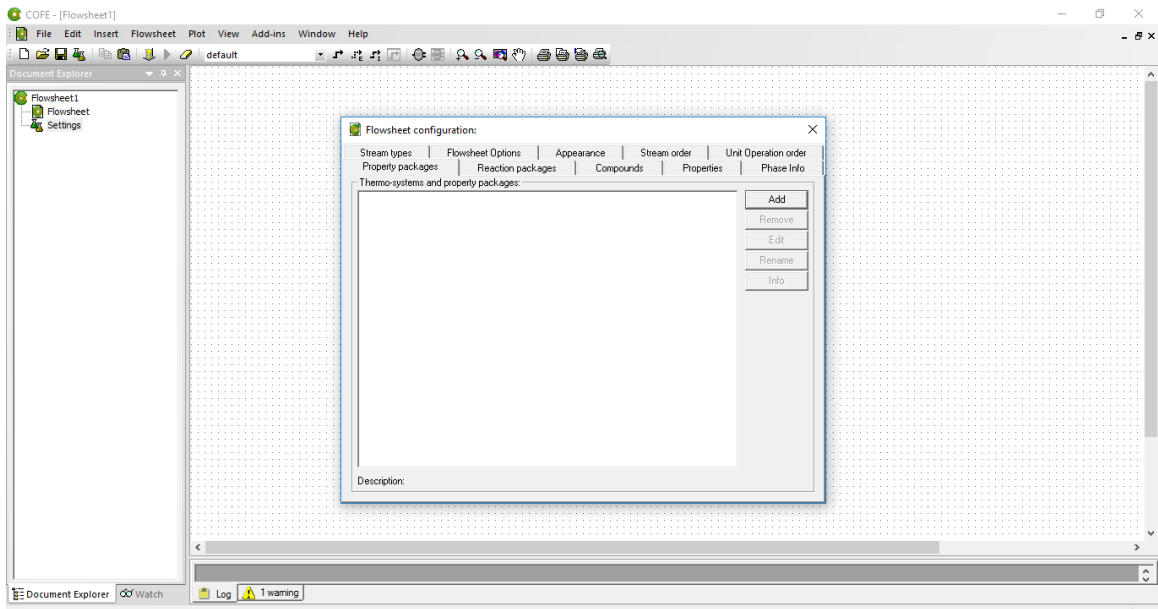 COFE - [Flowsheet1]
File Edit Insert Flowsheet Plot View Add-ins Window Help
default
Document Explorer
Flowsheet1
Flowsheet
Settings
Flowsheet configuration:
Stream types Flowsheet Options Appearance Stream order Unit Operation order
Property packages Reaction packages Compounds Properties Phase Info
Thermo-systems and property packages:
Add
Remove
Edit
Rename
Info
Description:
Document Explorer Watch
Log 1 warning